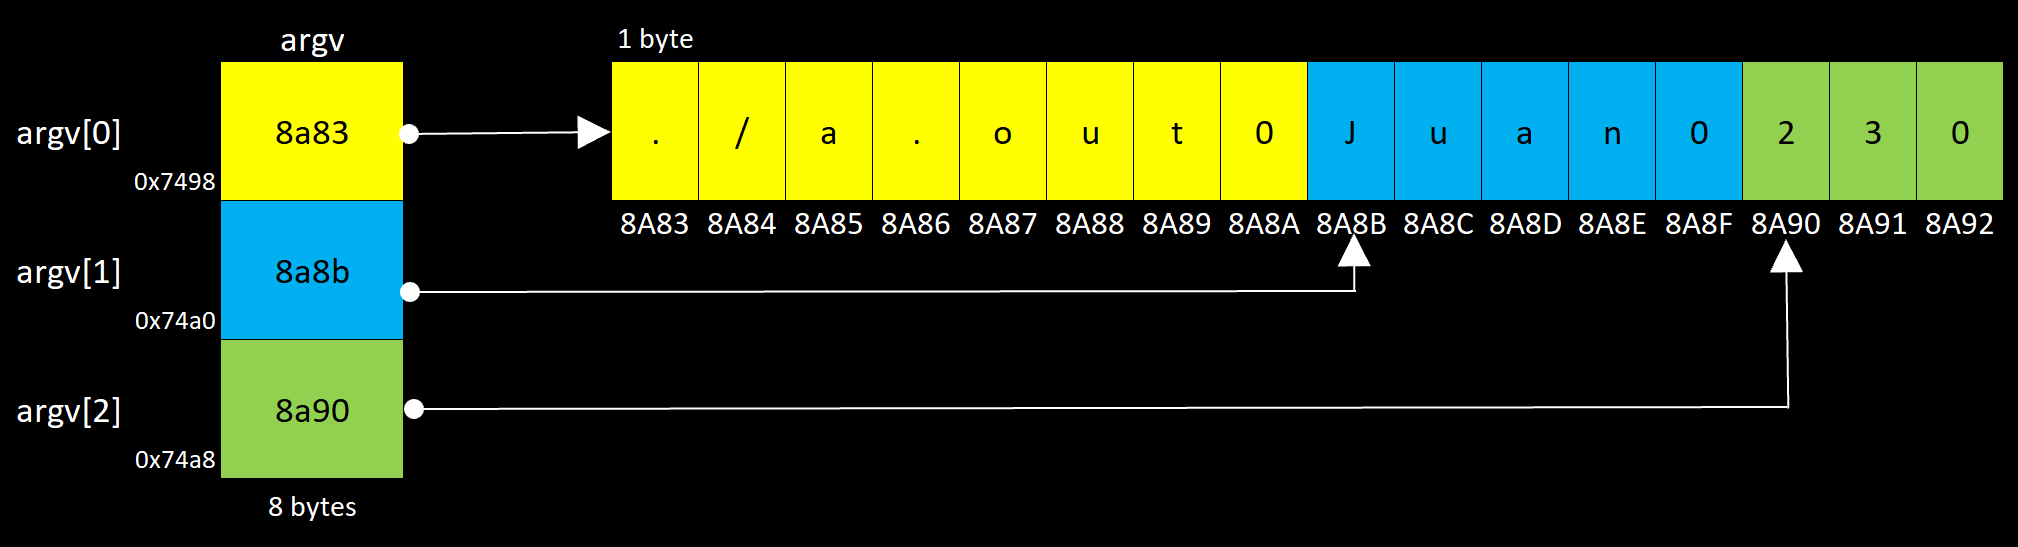 argv
1 byte
argv[0] 8a83 . / a . o u t 0 J u a n 0 2 3 0
0x7498
8A83 8A84 8A85 8A86 8A87 8A88 8A89 8A8A 8A8B 8A8C 8A8D 8A8E 8A8F 8A90 8A91 8A92
argv[1] 8a8b
0x74a0
argv[2] 8a90
0x74a8
8 bytes